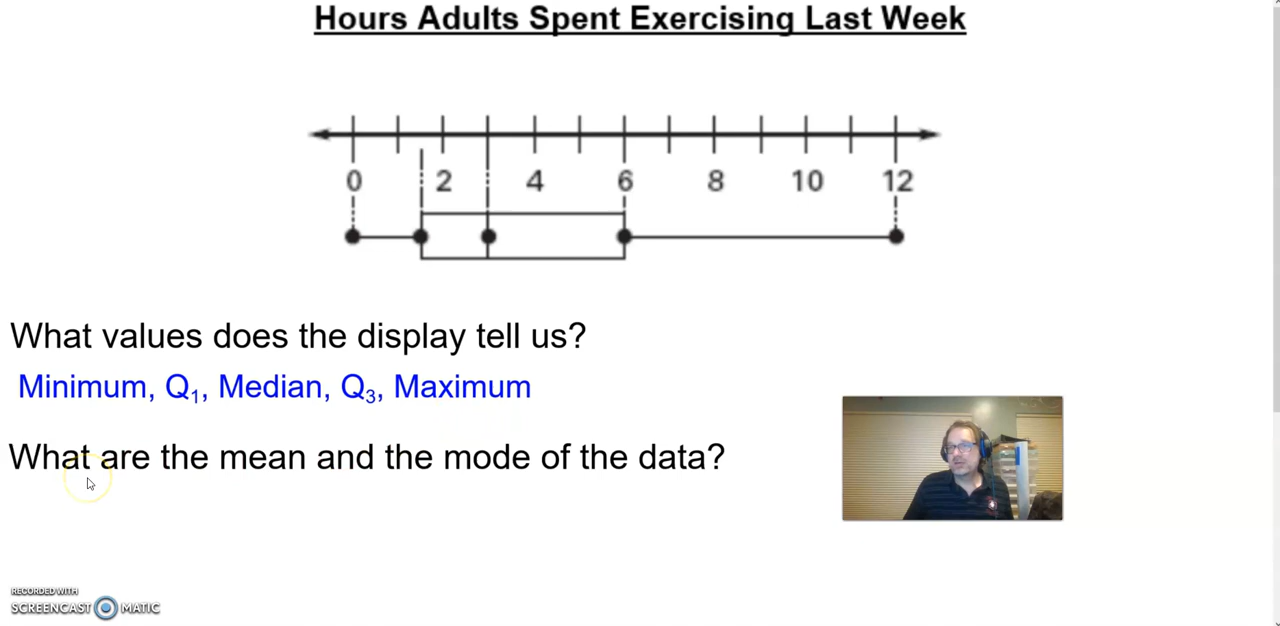 Hours Adults Spent Exercising Last Week
0 2 4 6 8 10 12
What values does the display tell us?
Minimum, Q₁, Median, Q₃, Maximum
What are the mean and the mode of the data?
RECORDED WITH
SCREENCAST MATIC